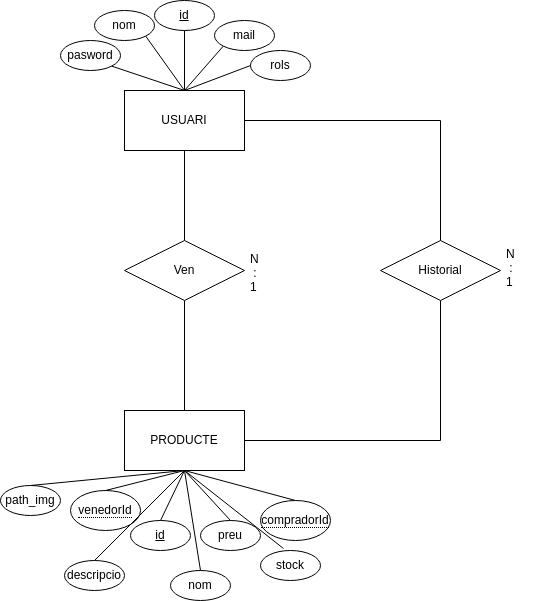 id
nom
mail
pasword
rols
USUARI
Ven
N
:
1
Historial
N
:
1
PRODUCTE
path_img
venedorId
compradorId
id
preu
descripcio
stock
nom